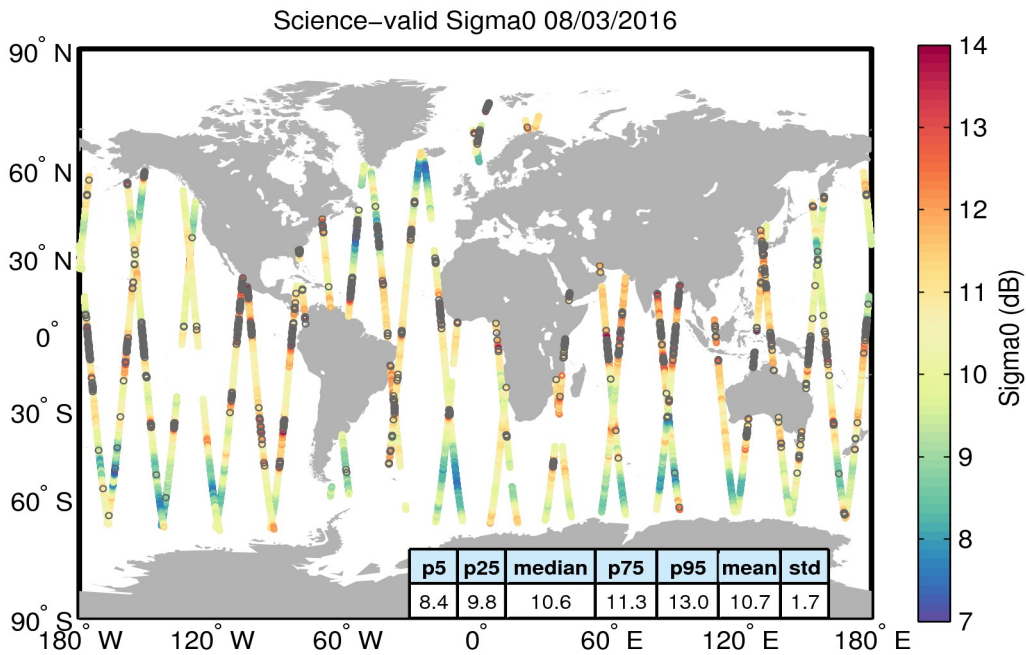 Science−valid Sigma0 08/03/2016
90° N
60° N
30° N
0°
30° S
60° S
90° S
180° W
120° W
60° W
0°
60° E
120° E
180° E
14
13
12
11
10
9
8
7
Sigma0 (dB)
p5 p25 median p75 p95 mean std
8.4 9.8 10.6 11.3 13.0 10.7 1.7